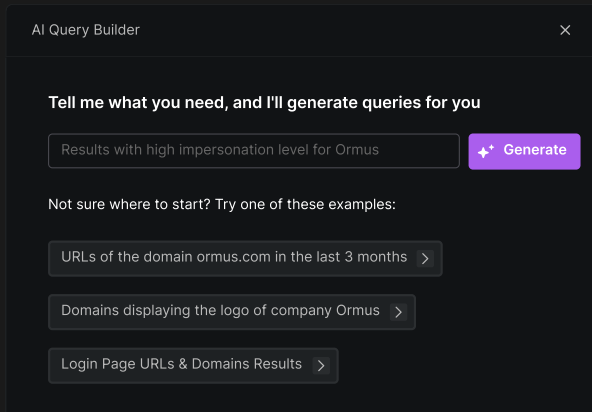 AI Query Builder
Tell me what you need, and I'll generate queries for you
Results with high impersonation level for Ormus
Generate
Not sure where to start? Try one of these examples:
URLs of the domain ormus.com in the last 3 months
Domains displaying the logo of company Ormus
Login Page URLs & Domains Results